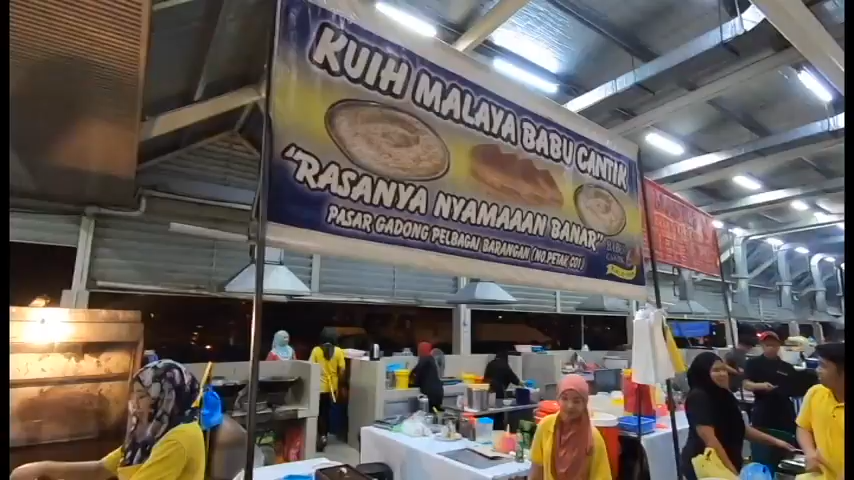 KUIH MALAYA BABU CANTIK
"RASANYA NYAMAAAN BANAR"
PASAR GADONG PELBAGAI BARANGAN (NO PETAK C01)